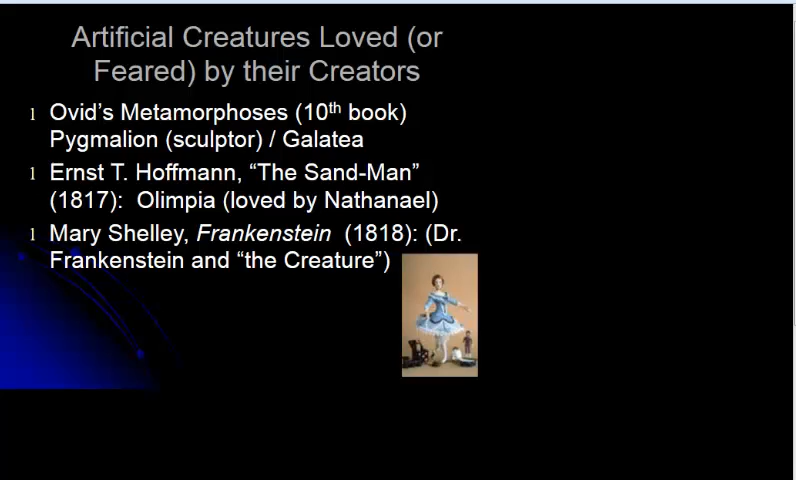 Artificial Creatures Loved (or
Feared) by their Creators
l Ovid's Metamorphoses (10th book)
Pygmalion (sculptor) / Galatea
l Ernst T. Hoffmann, “The Sand-Man”
(1817):  Olimpia (loved by Nathanael)
l Mary Shelley, Frankenstein  (1818): (Dr.
Frankenstein and “the Creature”)